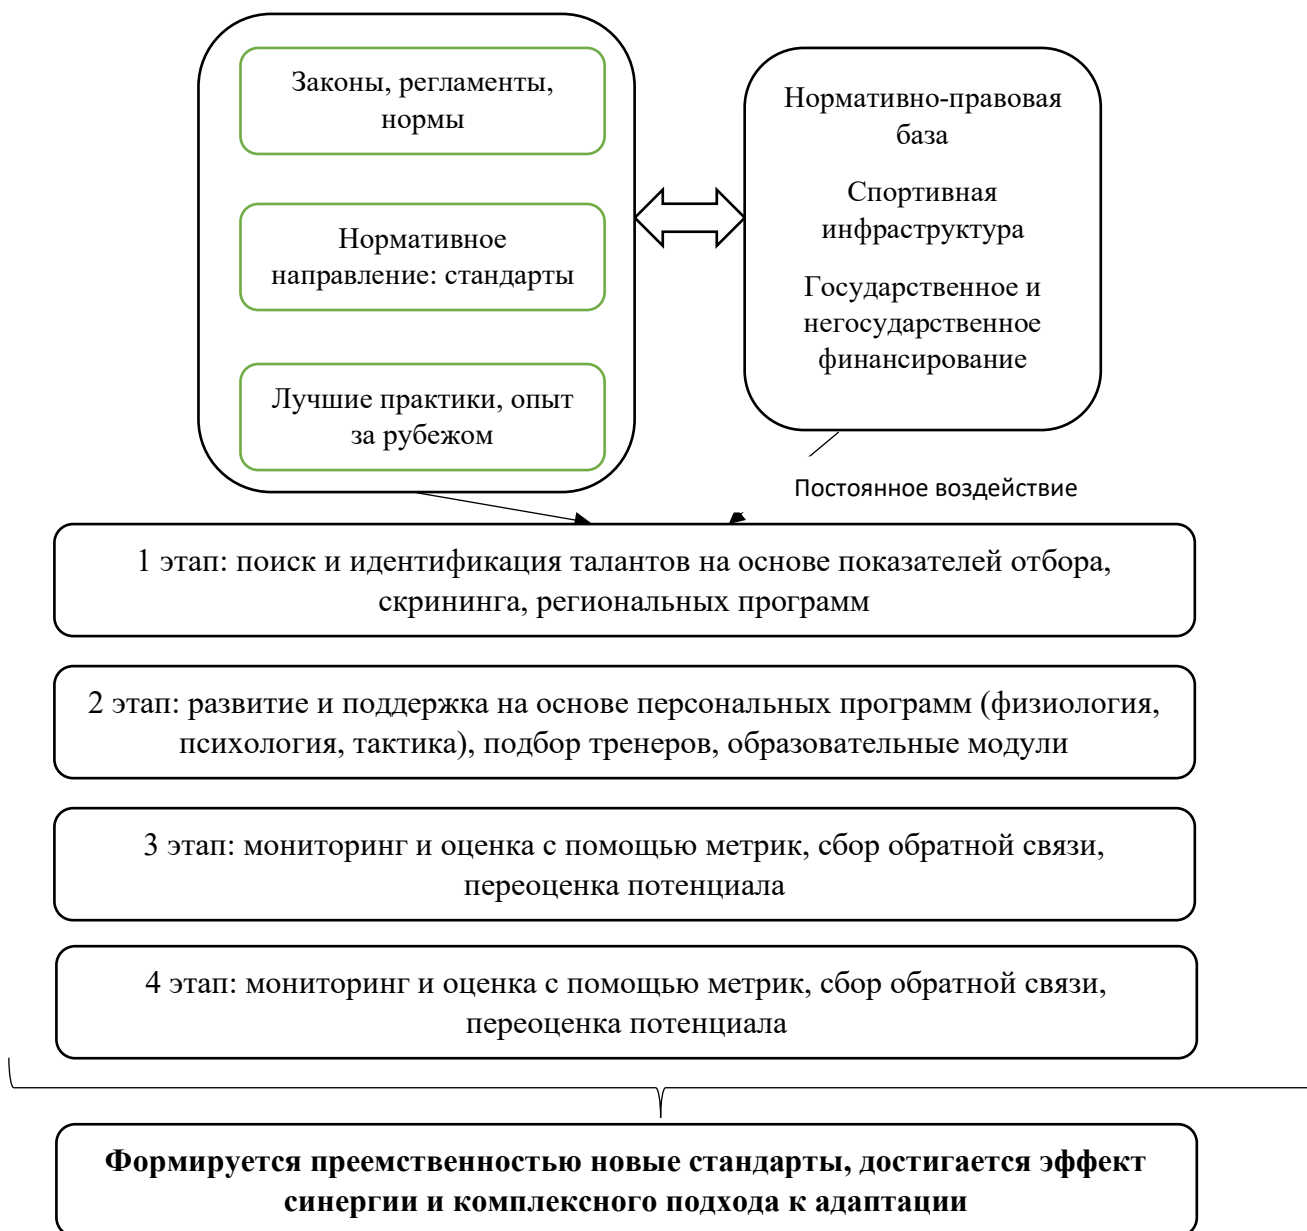 Законы, регламенты,
нормы
Нормативное
направление: стандарты
Лучшие практики, опыт
за рубежом
Нормативно-правовая
база
Спортивная
инфраструктура
Государственное и
негосударственное
финансирование
Постоянное воздействие
1 этап: поиск и идентификация талантов на основе показателей отбора,
скрининга, региональных программ
2 этап: развитие и поддержка на основе персональных программ (физиология,
психология, тактика), подбор тренеров, образовательные модули
3 этап: мониторинг и оценка с помощью метрик, сбор обратной связи,
переоценка потенциала
4 этап: мониторинг и оценка с помощью метрик, сбор обратной связи,
переоценка потенциала
Формируется преемственностью новые стандарты, достигается эффект
синергии и комплексного подхода к адаптации